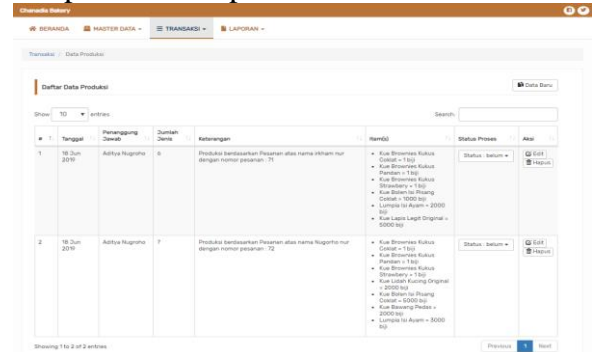 Chanadis Bakery
BERANDA MASTER DATA TRANSAKSI LAPORAN
Transaksi / Data Produksi
Daftar Data Produksi Data Baru
Show 10 entries Search:
# Tanggal Penanggung Jawab Jumlah Jenis Keterangan Item(s) Status Proses Aksi
1 18 Jun 2019 Aditya Nugroho 6 Produksi berdasarkan Pesanan atas nama irkham nur dengan nomor pesanan : 71
Kue Brownies Kukus Coklat = 1 biji
Kue Brownies Kukus Pandan = 1 biji
Kue Brownies Kukus Strawbery = 1 biji
Kue Bolen Isi Pisang Coklat = 1000 biji
Lumpia Isi Ayam = 2000 biji
Kue Lapis Legit Original = 5000 biji
Status : belum
Edit
Hapus
2 18 Jun 2019 Aditya Nugroho 7 Produksi berdasarkan Pesanan atas nama Nugorho nur dengan nomor pesanan : 72
Kue Brownies Kukus Coklat = 1 biji
Kue Brownies Kukus Pandan = 1 biji
Kue Brownies Kukus Strawbery = 1 biji
Kue Lidah Kucing Original = 2000 biji
Kue Bolen Isi Pisang Coklat = 5000 biji
Kue Bawang Pedas = 2000 biji
Lumpia Isi Ayam = 3000 biji
Status : belum
Edit
Hapus
Showing 1 to 2 of 2 entries Previous 1 Next